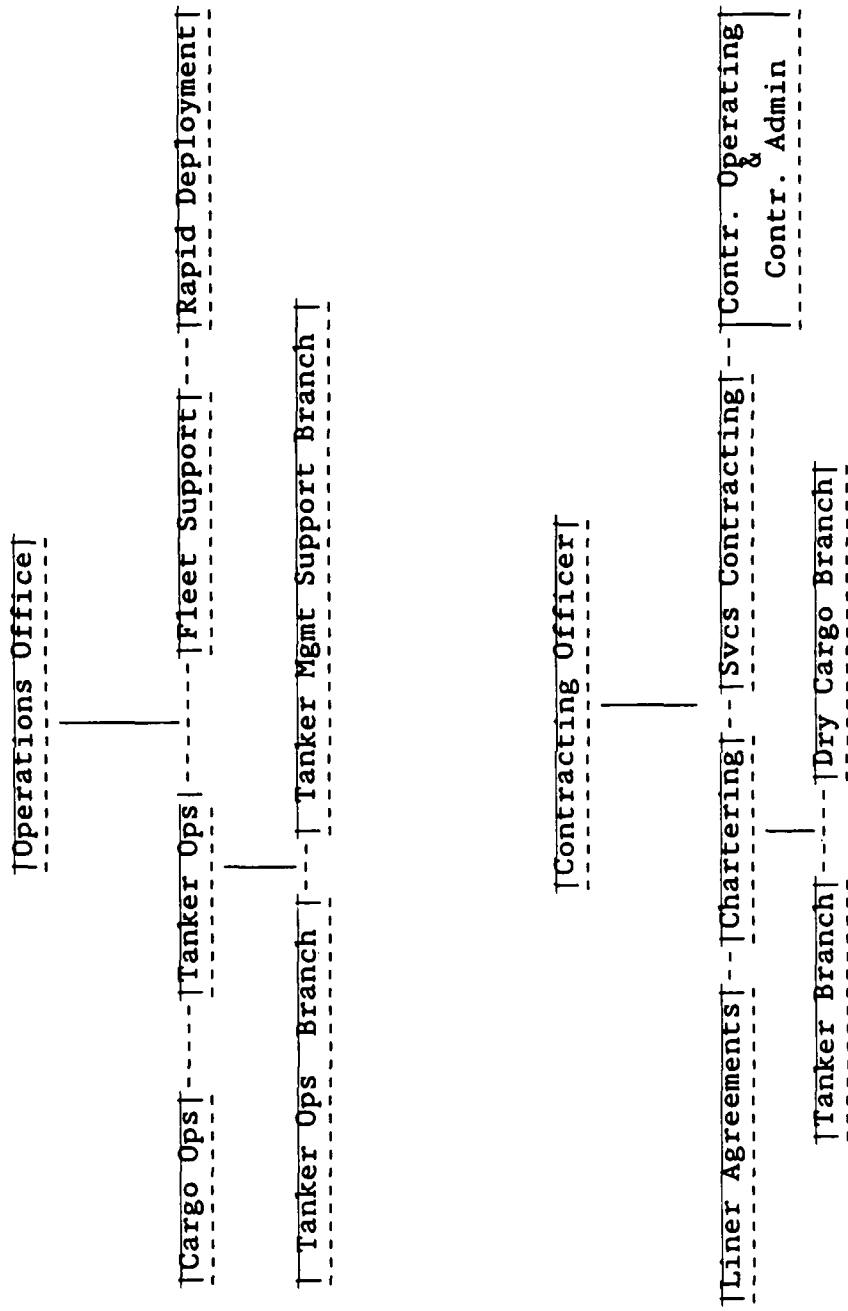 Operations Office
Cargo Ops Tanker Ops Fleet Support Rapid Deployment
Tanker Ops Branch Tanker Mgmt Support Branch
Contracting Officer
Liner Agreements Chartering Svcs Contracting Contr. Operating
&
Contr. Admin
Tanker Branch Dry Cargo Branch